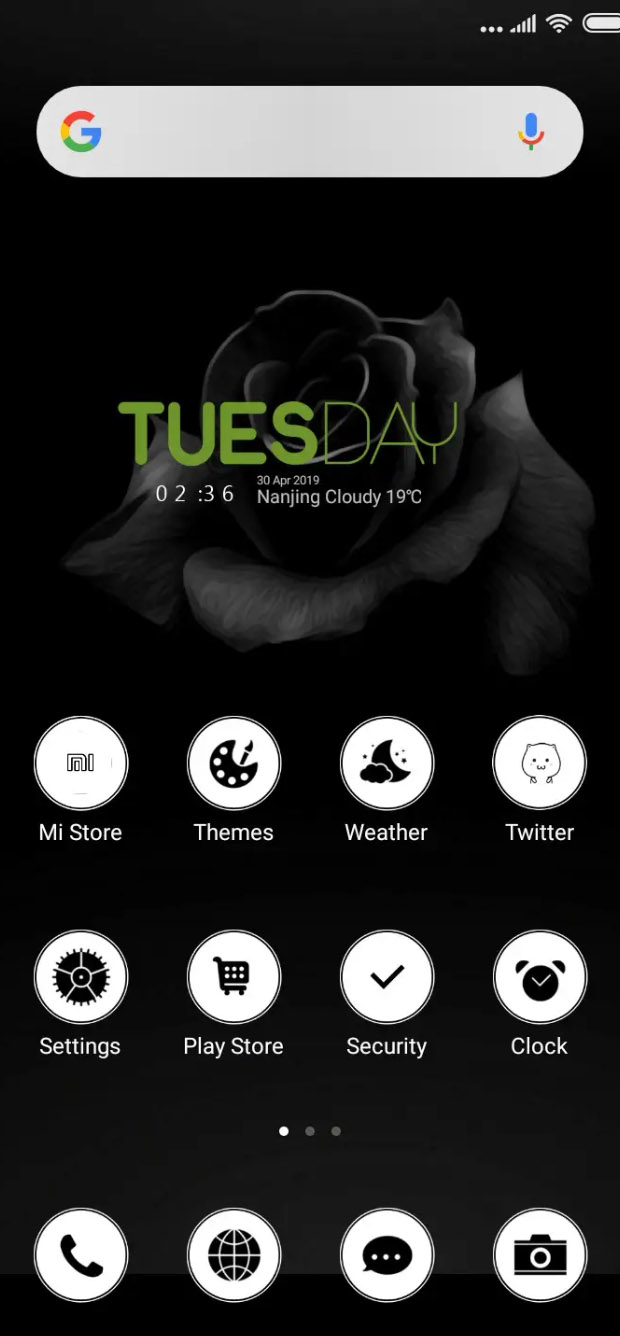 TUESDAY
30 Apr 2019
02:36 Nanjing Cloudy 19℃
MI
Mi Store Themes Weather Twitter
Settings Play Store Security Clock